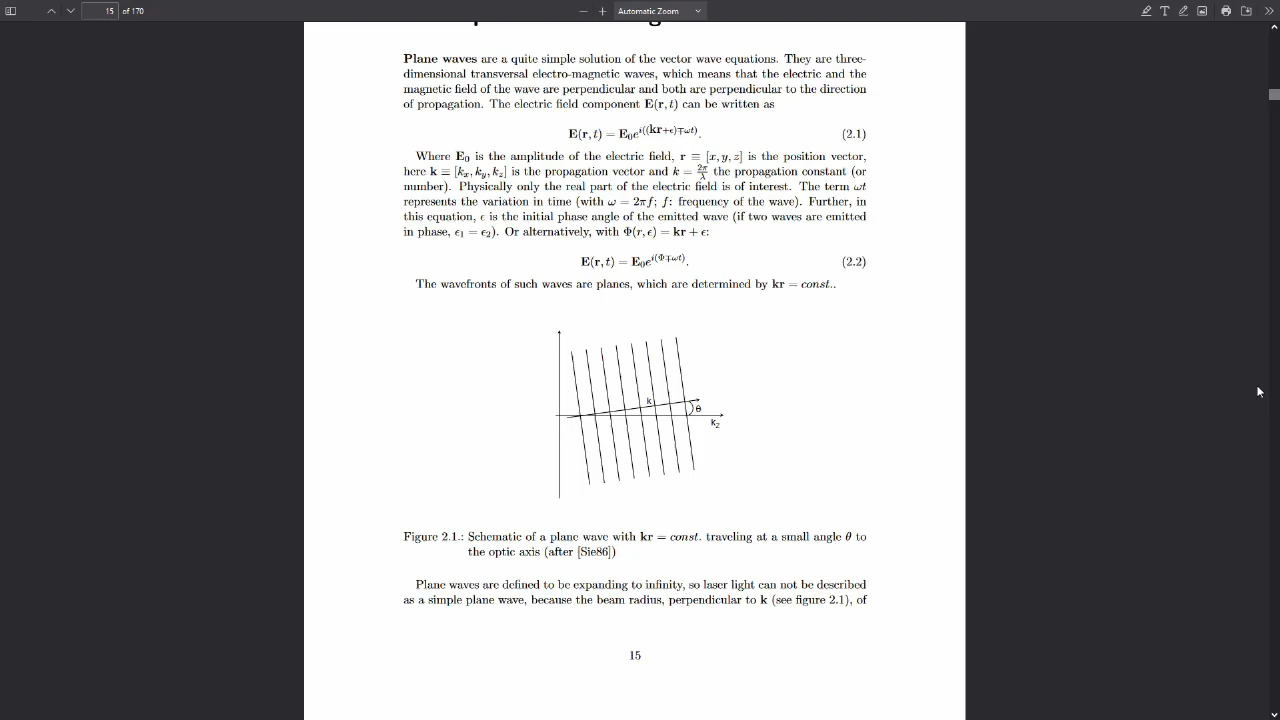 15 of 170
Automatic Zoom
Plane waves are a quite simple solution of the vector wave equations. They are three-
dimensional transversal electro-magnetic waves, which means that the electric and the
magnetic field of the wave are perpendicular and both are perpendicular to the direction
of propagation. The electric field component E(r, t) can be written as
E(r, t) = E₀e^{i((kr+ϵ)∓ωt)}. (2.1)
Where E₀ is the amplitude of the electric field, r ≡ [x, y, z] is the position vector,
here k ≡ [kₓ, k_y, k_z] is the propagation vector and k = 2π/λ the propagation constant (or
number). Physically only the real part of the electric field is of interest. The term ωt
represents the variation in time (with ω = 2πf; f: frequency of the wave). Further, in
this equation, ϵ is the initial phase angle of the emitted wave (if two waves are emitted
in phase, ϵ₁ = ϵ₂). Or alternatively, with Φ(r, ϵ) = kr + ϵ:
E(r, t) = E₀e^{i(Φ∓ωt)}. (2.2)
The wavefronts of such waves are planes, which are determined by kr = const..
k
θ
k_z
Figure 2.1.: Schematic of a plane wave with kr = const. traveling at a small angle θ to
the optic axis (after [Sie86])
Plane waves are defined to be expanding to infinity, so laser light can not be described
as a simple plane wave, because the beam radius, perpendicular to k (see figure 2.1), of
15